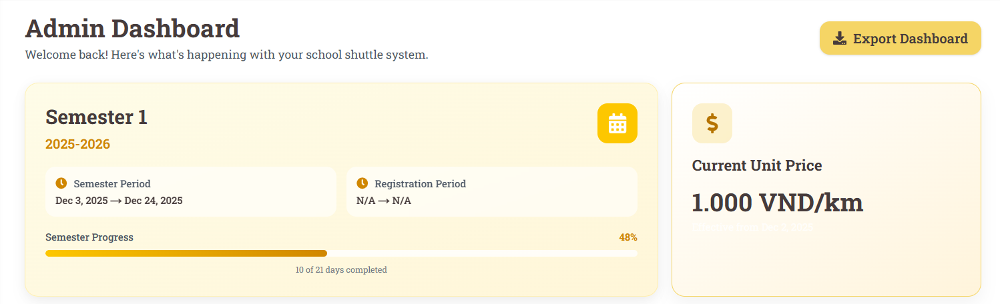 Admin Dashboard
Welcome back! Here's what's happening with your school shuttle system.
Export Dashboard
Semester 1
2025-2026
Semester Period
Dec 3, 2025 → Dec 24, 2025
Registration Period
N/A → N/A
Semester Progress
48%
10 of 21 days completed
$
Current Unit Price
1.000 VND/km
Effective from Dec 2, 2025